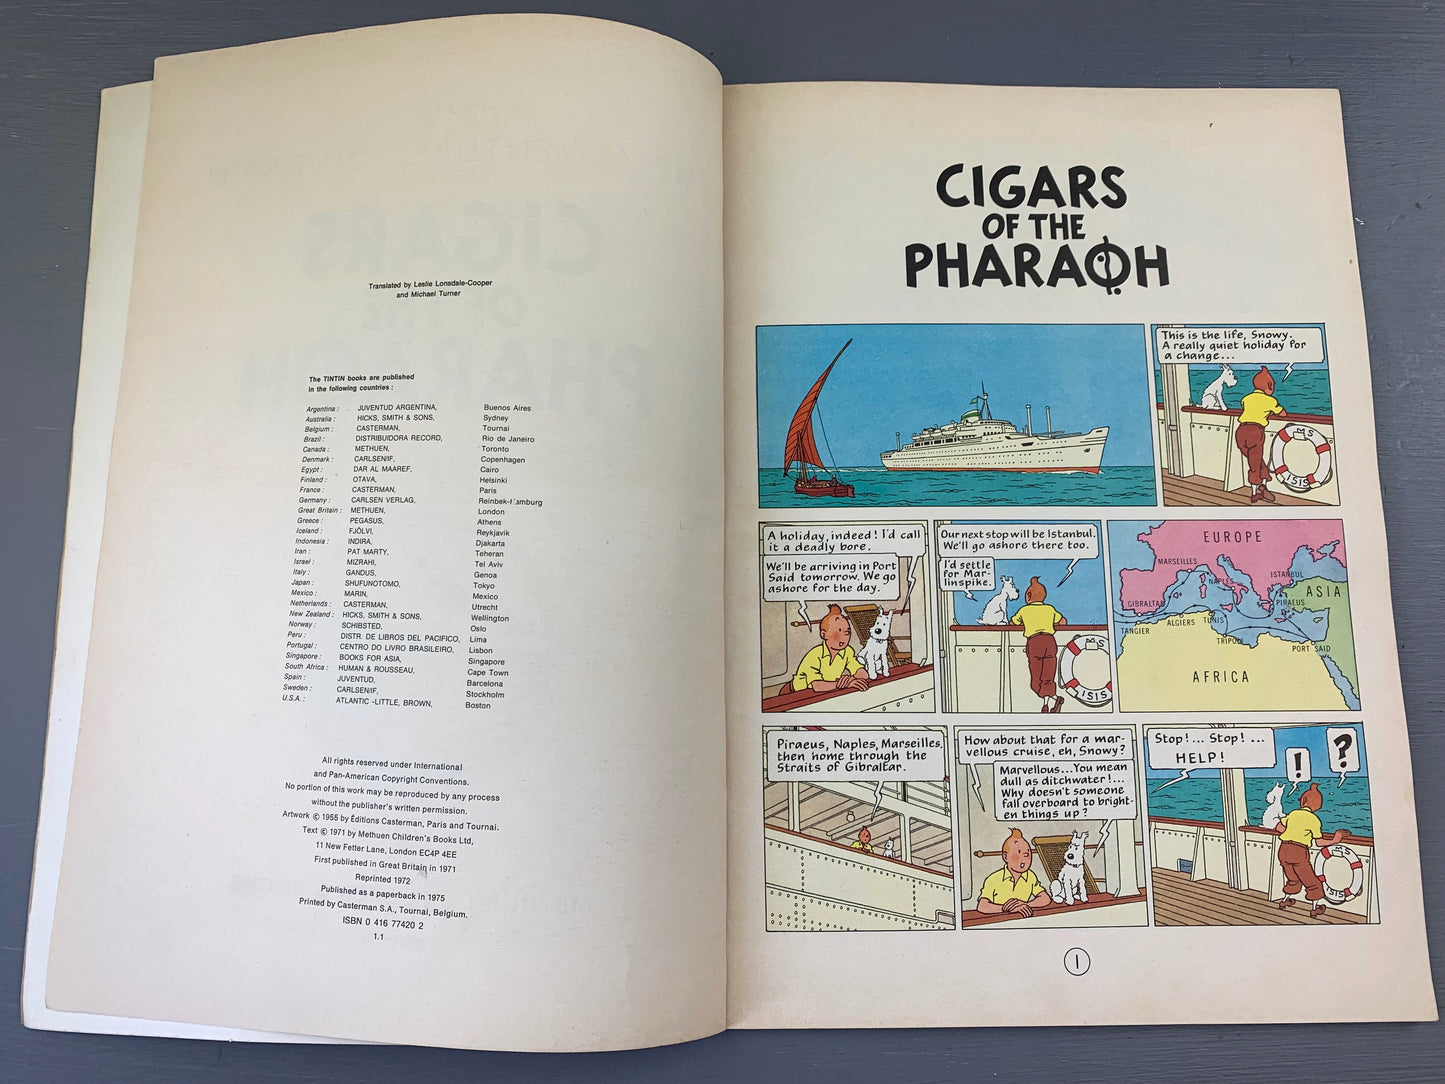 Translated by Leslie Lonsdale-Cooper
and Michael Turner
The TINTIN books are published
in the following countries :
Argentina : JUVENTUD ARGENTINA, Buenos Aires
Australia : HICKS, SMITH & SONS, Sydney
Belgium : CASTERMAN, Tournai
Brazil : DISTRIBUIDORA RECORD, Rio de Janeiro
Canada : METHUEN, Toronto
Denmark : CARLSEN/IF, Copenhagen
Egypt : DAR AL MAAREF, Cairo
Finland : OTAVA, Helsinki
France : CASTERMAN, Paris
Germany : CARLSEN VERLAG, Reinbek-Hamburg
Great Britain : METHUEN, London
Greece : PEGASUS, Athens
Iceland : FJÖLVI, Reykjavik
Indonesia : INDIRA, Djakarta
Iran : PAT MARTY, Teheran
Israel : MIZRAHI, Tel Aviv
Italy : GANDUS, Genoa
Japan : SHUFUNOTOMO, Tokyo
Mexico : MARIN, Mexico
Netherlands : CASTERMAN, Utrecht
New Zealand : HICKS, SMITH & SONS, Wellington
Norway : SCHIBSTED, Oslo
Peru : DISTR. DE LIBROS DEL PACIFICO, Lima
Portugal : CENTRO DO LIVRO BRASILEIRO, Lisbon
Singapore : BOOKS FOR ASIA, Singapore
South Africa : HUMAN & ROUSSEAU, Cape Town
Spain : JUVENTUD, Barcelona
Sweden : CARLSEN/IF, Stockholm
U.S.A. : ATLANTIC -LITTLE, BROWN, Boston
All rights reserved under International
and Pan-American Copyright Conventions.
No portion of this work may be reproduced by any process
without the publisher's written permission.
Artwork © 1955 by Éditions Casterman, Paris and Tournai.
Text © 1971 by Methuen Children's Books Ltd,
11 New Fetter Lane, London EC4P 4EE
First published in Great Britain in 1971
Reprinted 1972
Published as a paperback in 1975
Printed by Casterman S.A., Tournai, Belgium.
ISBN 0 416 77420 2
1.1
CIGARS
OF THE
PHARAOH
This is the life, Snowy.
A really quiet holiday for
a change...
MS
ISIS
A holiday, indeed! I'd call
it a deadly bore.
We'll be arriving in Port
Said tomorrow. We go
ashore for the day.
Our next stop will be Istanbul.
We'll go ashore there too.
I'd settle
for Mar-
linspike.
MS
ISIS
EUROPE
MARSEILLES
NAPLES
ISTANBUL
ASIA
GIBRALTAR
PIRAEUS
TANGIER
ALGIERS
TUNIS
TRIPOLI
PORT SAID
AFRICA
Piraeus, Naples, Marseilles,
then home through the
Straits of Gibraltar.
How about that for a mar-
vellous cruise, eh, Snowy?
Marvellous...You mean
dull as ditchwater!...
Why doesn't someone
fall overboard to bright-
en things up?
Stop!... Stop!...
HELP!
!
?
MS
ISIS
1